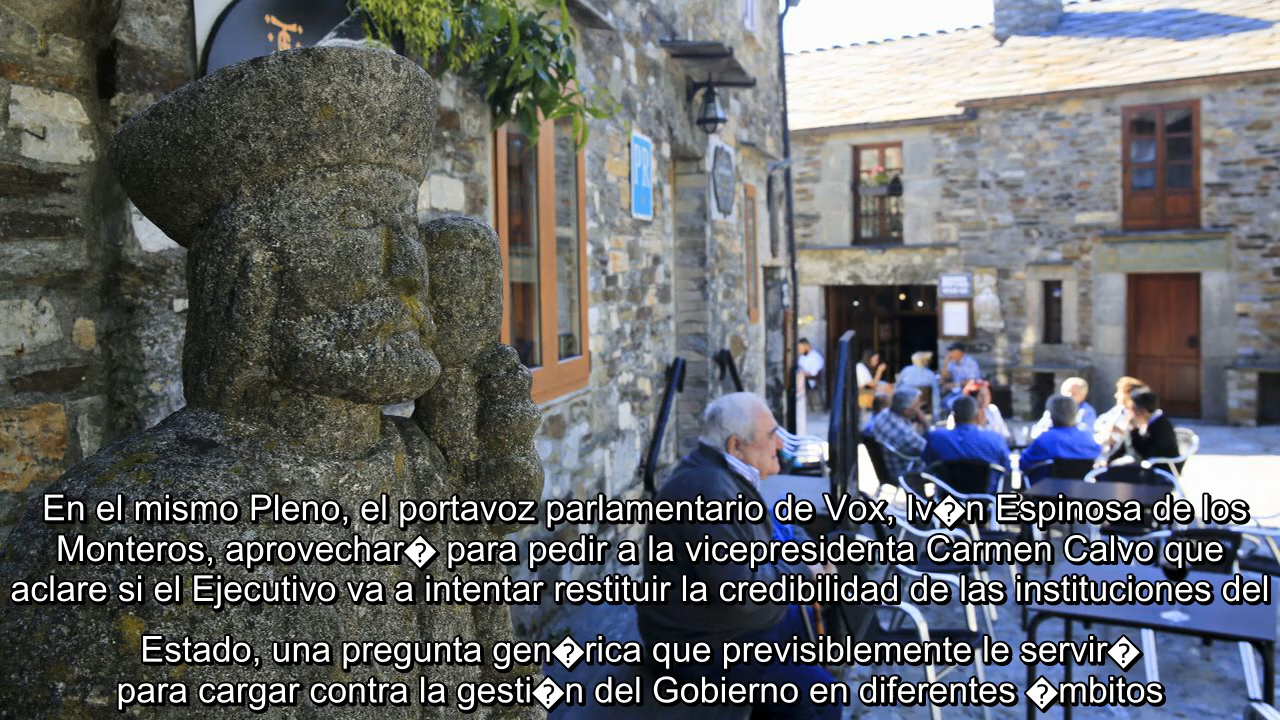 PR
En el mismo Pleno, el portavoz parlamentario de Vox, Iv�n Espinosa de los
Monteros, aprovechar� para pedir a la vicepresidenta Carmen Calvo que
aclare si el Ejecutivo va a intentar restituir la credibilidad de las instituciones del
Estado, una pregunta gen�rica que previsiblemente le servir�
para cargar contra la gesti�n del Gobierno en diferentes �mbitos